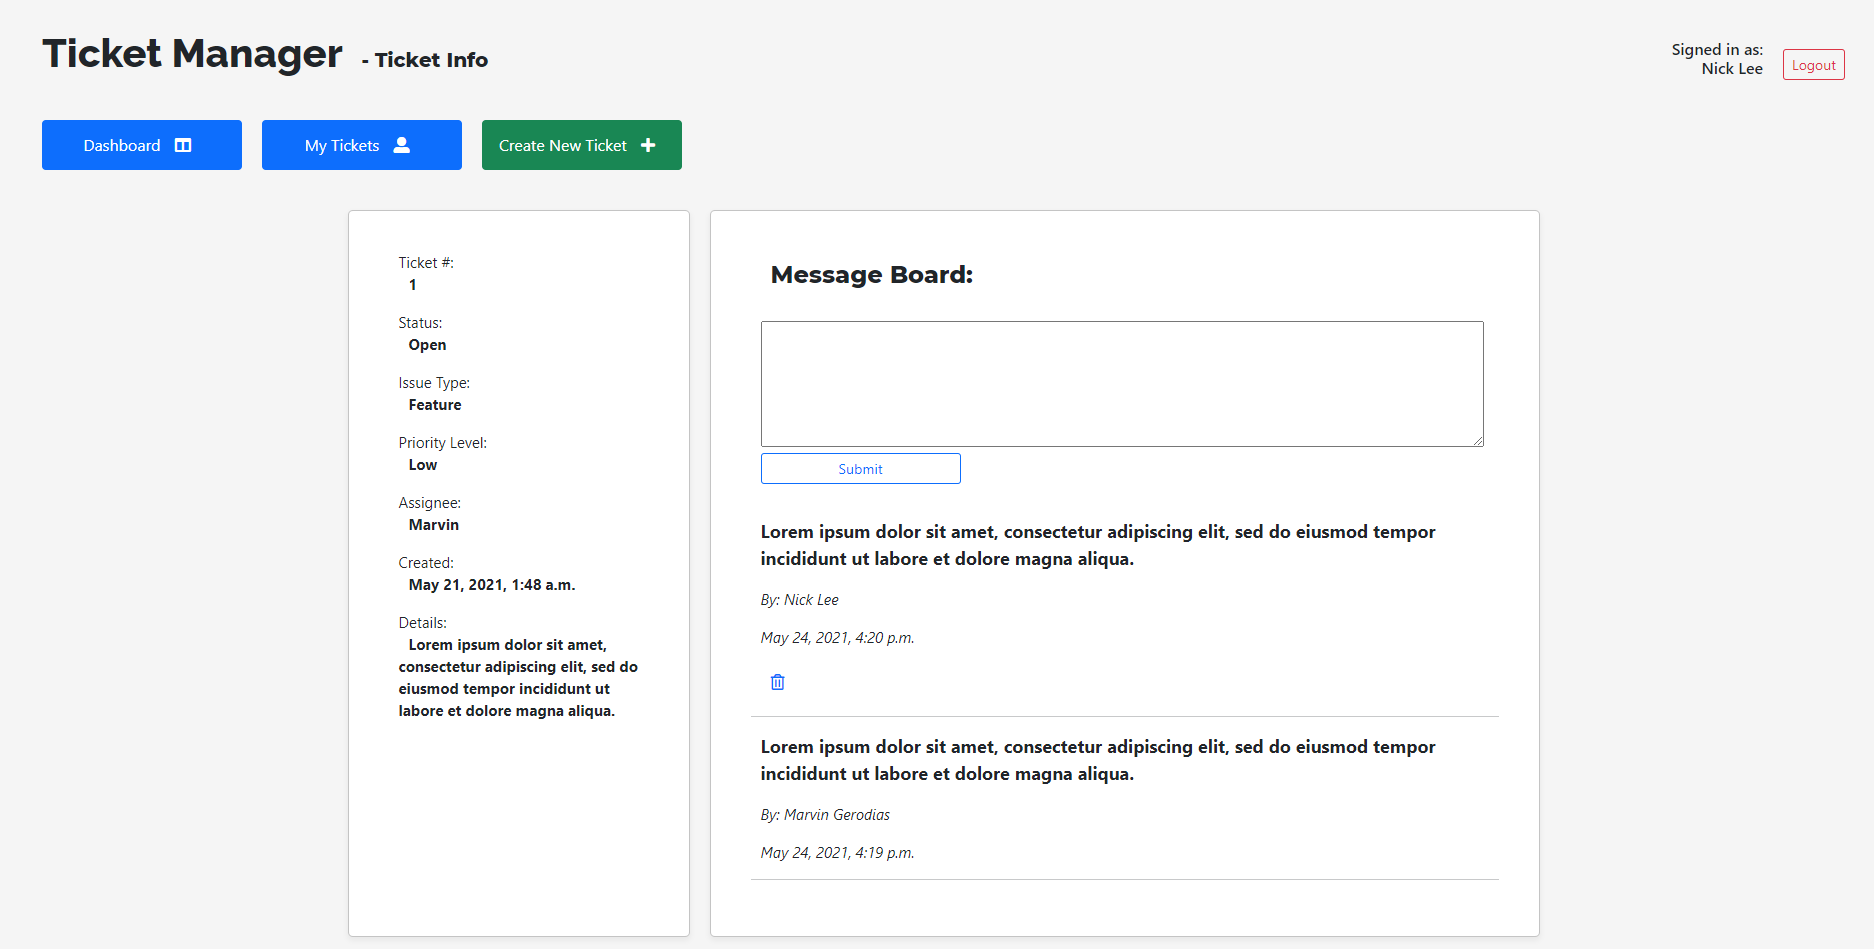 Ticket Manager - Ticket Info
Signed in as:
Nick Lee
Logout
Dashboard
My Tickets
Create New Ticket
Ticket #:
1
Status:
Open
Issue Type:
Feature
Priority Level:
Low
Assignee:
Marvin
Created:
May 21, 2021, 1:48 a.m.
Details:
Lorem ipsum dolor sit amet,
consectetur adipiscing elit, sed do
eiusmod tempor incididunt ut
labore et dolore magna aliqua.
Message Board:
Submit
Lorem ipsum dolor sit amet, consectetur adipiscing elit, sed do eiusmod tempor
incididunt ut labore et dolore magna aliqua.
By: Nick Lee
May 24, 2021, 4:20 p.m.
Lorem ipsum dolor sit amet, consectetur adipiscing elit, sed do eiusmod tempor
incididunt ut labore et dolore magna aliqua.
By: Marvin Gerodias
May 24, 2021, 4:19 p.m.